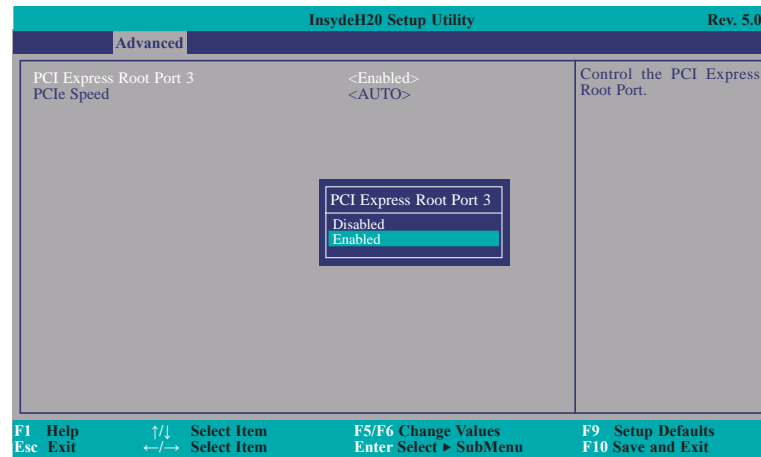 InsydeH20 Setup Utility Rev. 5.0
Advanced
PCI Express Root Port 3 <Enabled> Control the PCI Express
PCIe Speed <AUTO> Root Port.
PCI Express Root Port 3
Disabled
Enabled
F1 Help ↑/↓ Select Item F5/F6 Change Values F9 Setup Defaults
Esc Exit ←/→ Select Item Enter Select ▶ SubMenu F10 Save and Exit